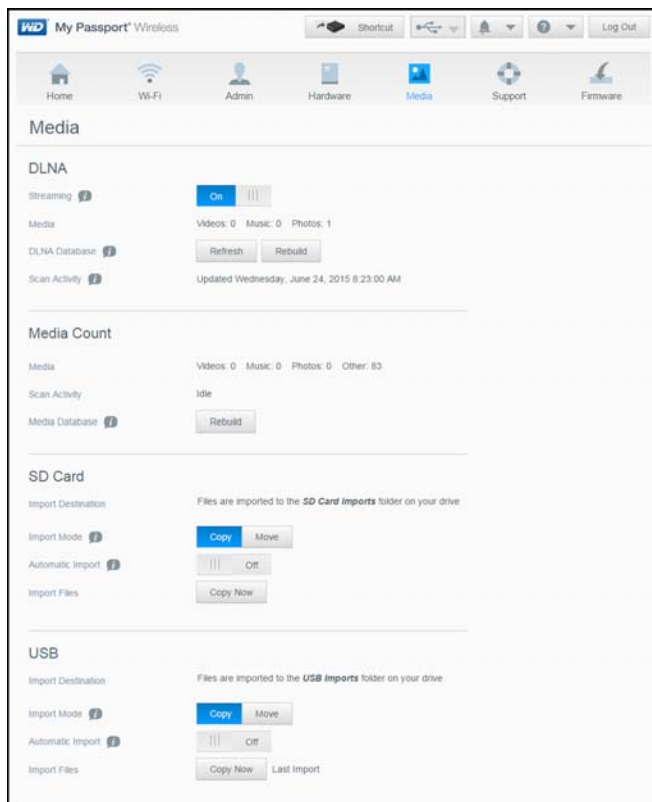 WD My Passport® Wireless Shortcut Log Out
Home Wi-Fi Admin Hardware Media Support Firmware
Media
DLNA
Streaming i On
Media Videos: 0 Music: 0 Photos: 1
DLNA Database i Refresh Rebuild
Scan Activity i Updated Wednesday, June 24, 2015 8:23:00 AM
Media Count
Media Videos: 0 Music: 0 Photos: 0 Other: 83
Scan Activity Idle
Media Database i Rebuild
SD Card
Import Destination Files are imported to the SD Card Imports folder on your drive
Import Mode i Copy Move
Automatic Import i Off
Import Files Copy Now
USB
Import Destination Files are imported to the USB Imports folder on your drive
Import Mode i Copy Move
Automatic Import i Off
Import Files Copy Now Last Import